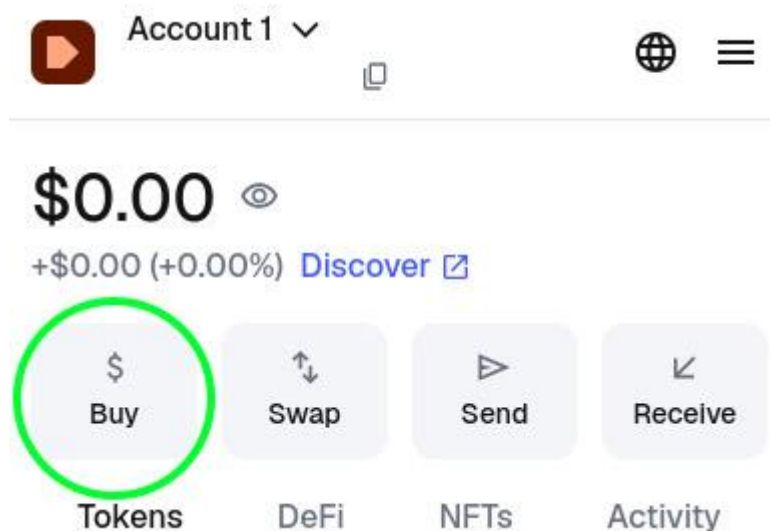 Account 1
$0.00
+$0.00 (+0.00%) Discover
$
Buy Swap Send Receive
Tokens DeFi NFTs Activity